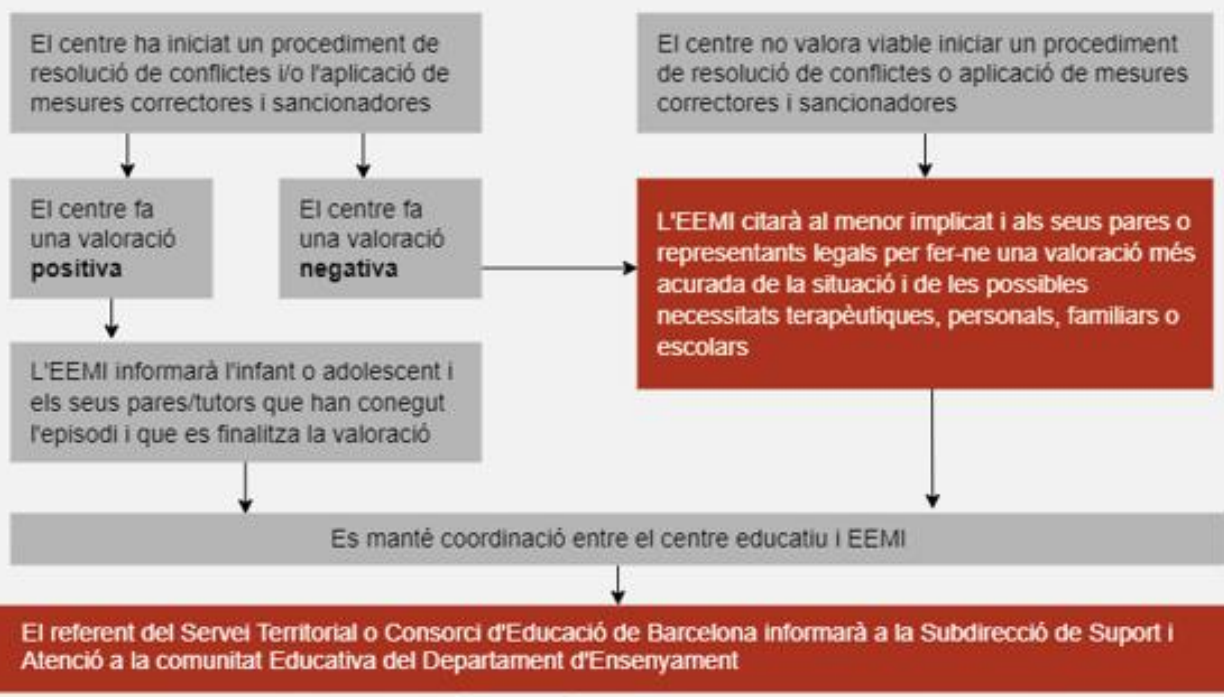 El centre ha iniciat un procediment de
resolució de conflictes i/o l'aplicació de
mesures correctores i sancionadores
El centre no valora viable iniciar un procediment
de resolució de conflictes o aplicació de mesures
correctores i sancionadores
El centre fa
una valoració
positiva
El centre fa
una valoració
negativa
L'EEMI citarà al menor implicat i als seus pares o
representants legals per fer-ne una valoració més
acurada de la situació i de les possibles
necessitats terapèutiques, personals, familiars o
escolars
L'EEMI informarà l'infant o adolescent i
els seus pares/tutors que han conegut
l'episodi i que es finalitza la valoració
Es manté coordinació entre el centre educatiu i EEMI
El referent del Servei Territorial o Consorci d'Educació de Barcelona informarà a la Subdirecció de Suport i
Atenció a la comunitat Educativa del Departament d'Ensenyament